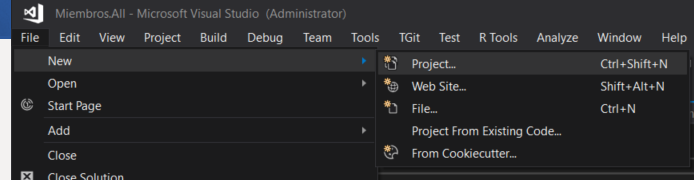 Miembros.All - Microsoft Visual Studio (Administrator)
File Edit View Project Build Debug Team Tools TGit Test R Tools Analyze Window Help
New
Project... Ctrl+Shift+N
Open
Web Site... Shift+Alt+N
Start Page
File... Ctrl+N
Add
Project From Existing Code...
Close
From Cookiecutter...
Close Solution